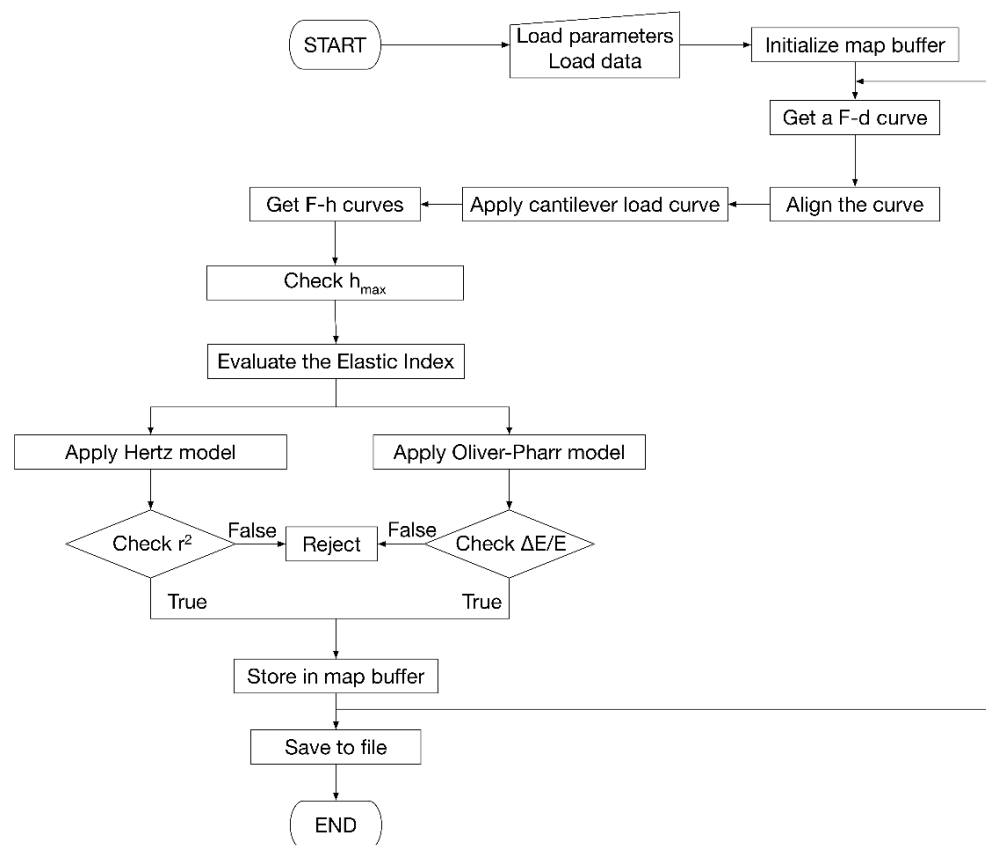 START
Load parameters
Load data
Initialize map buffer
Get a F-d curve
Get F-h curves
Apply cantilever load curve
Align the curve
Check hmax
Evaluate the Elastic Index
Apply Hertz model
Apply Oliver-Pharr model
Check r²
False
Reject
False
Check ΔE/E
True
True
Store in map buffer
Save to file
END